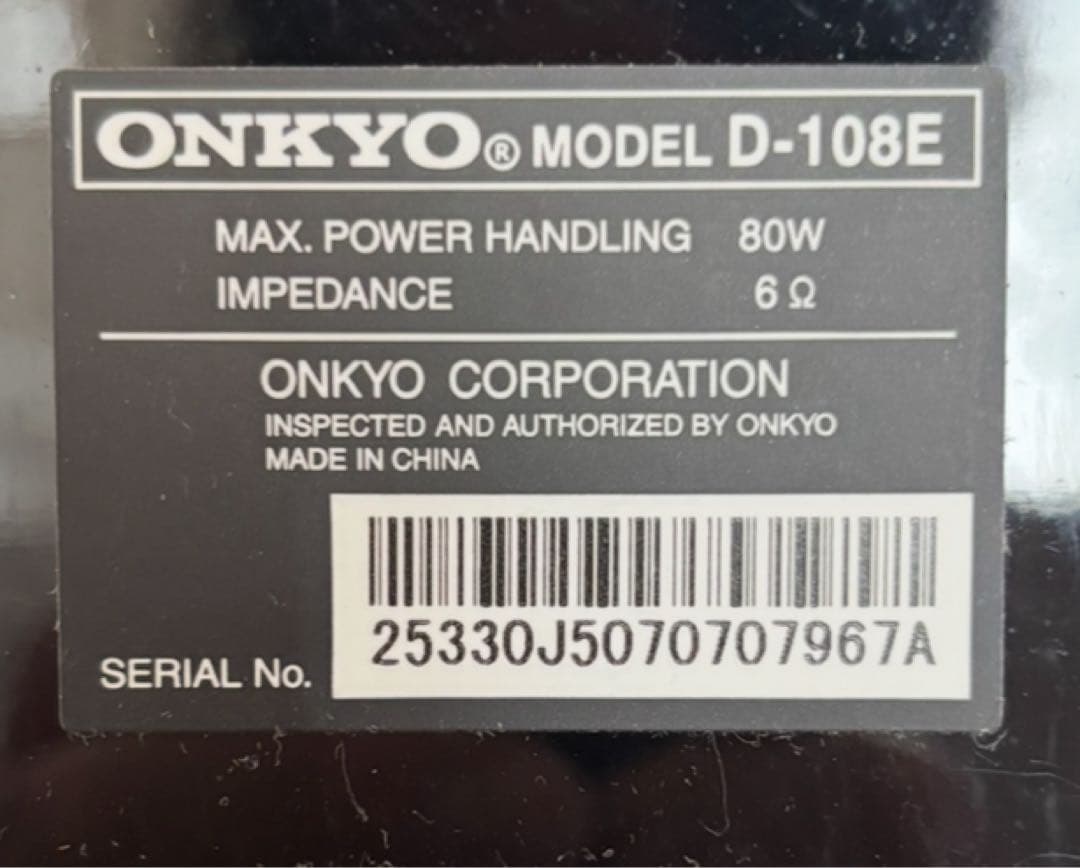 ONKYO® MODEL D-108E
MAX. POWER HANDLING 80W
IMPEDANCE 6 Ω
ONKYO CORPORATION
INSPECTED AND AUTHORIZED BY ONKYO
MADE IN CHINA
25330J5070707967A
SERIAL No.